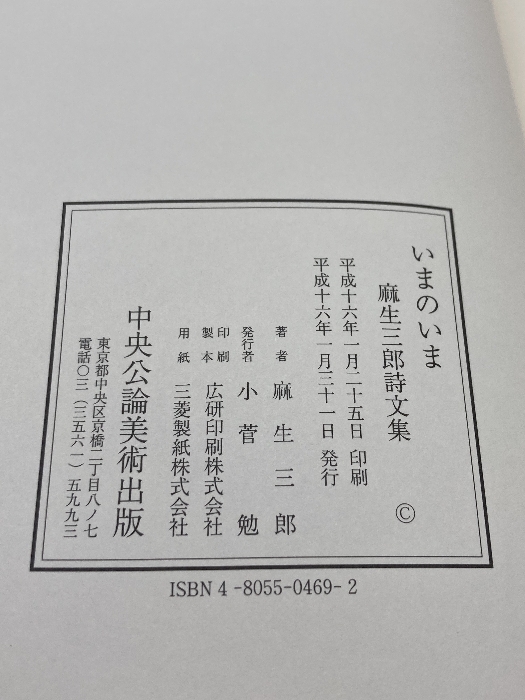 いまのいま
麻生三郎詩文集 ©
平成十六年一月二十五日 印刷
平成十六年一月三十一日 発行
著者 麻生三郎
発行者 小菅勉
印刷製本 広研印刷株式会社
用紙 三菱製紙株式会社
中央公論美術出版
東京都中央区京橋二丁目八ノ七
電話〇三(三五六一)五九九三
ISBN4-8055-0469-2